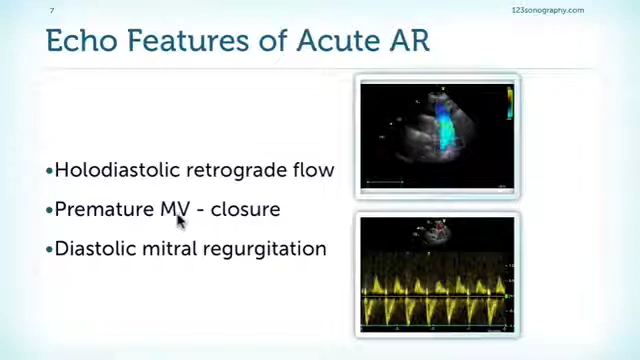 7
123sonography.com
Echo Features of Acute AR
•Holodiastolic retrograde flow
•Premature MV - closure
•Diastolic mitral regurgitation